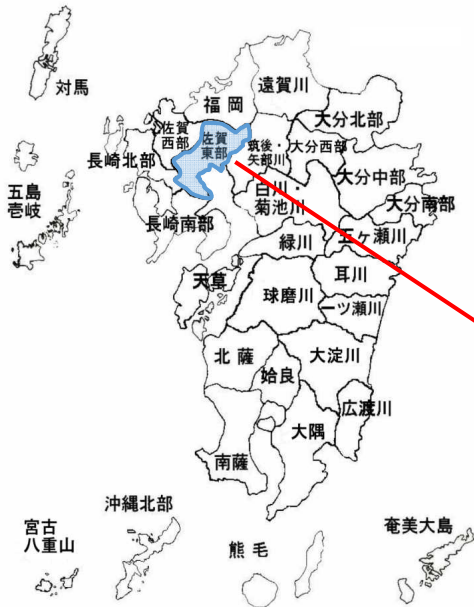 対馬
遠賀川
福岡
大分北部
佐賀
西部
佐賀
東部
筑後・
矢部川
大分西部
長崎北部
大分中部
五島
壱岐
白川・
菊池川
大分南部
長崎南部
緑川
五ヶ瀬川
天草
耳川
球磨川
一ツ瀬川
北薩
大淀川
姶良
広渡川
大隅
南薩
沖縄北部
宮古
八重山
熊毛
奄美大島